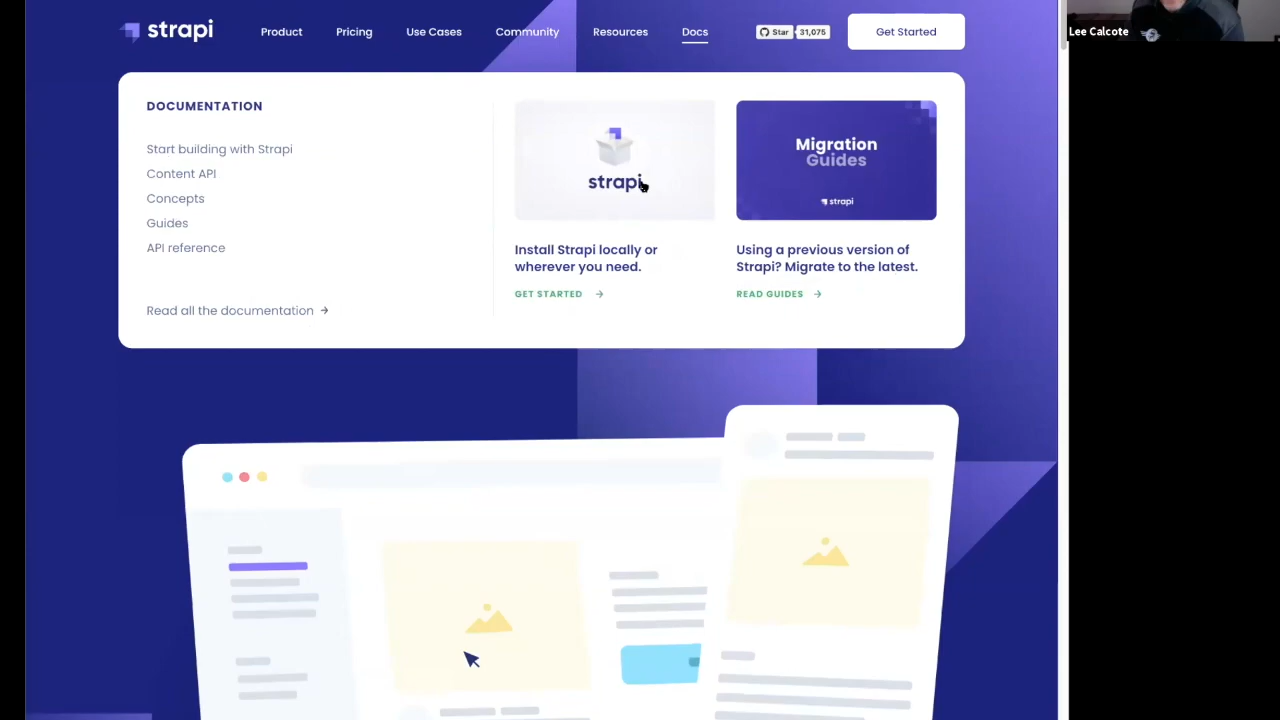 strapi
Product
Pricing
Use Cases
Community
Resources
Docs
Star
31,075
Get Started
Lee Calcote
DOCUMENTATION
Start building with Strapi
Content API
Concepts
Guides
API reference
Read all the documentation →
strapi
Install Strapi locally or
wherever you need.
GET STARTED →
Migration
Guides
strapi
Using a previous version of
Strapi? Migrate to the latest.
READ GUIDES →